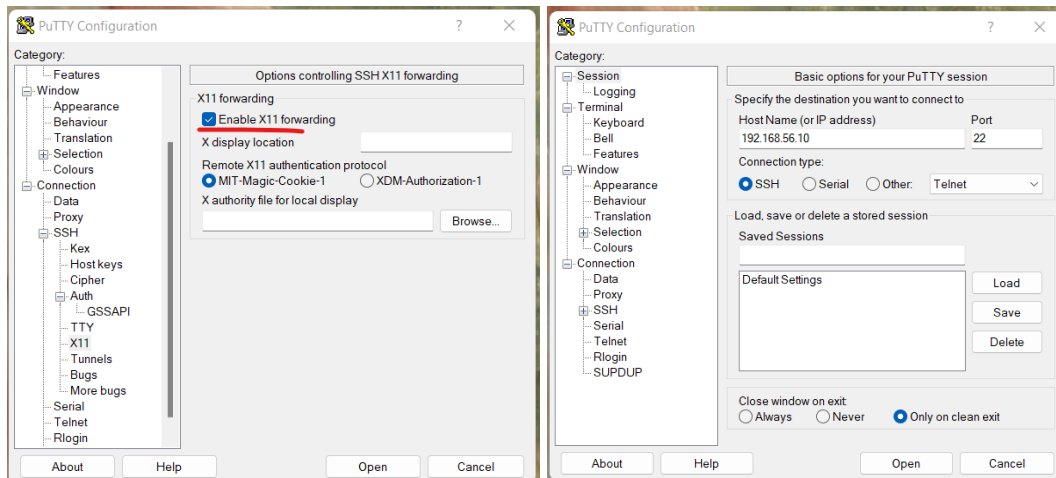 PuTTY Configuration
Category:
Features
Window
Appearance
Behaviour
Translation
Selection
Colours
Connection
Data
Proxy
SSH
Kex
Host keys
Cipher
Auth
GSSAPI
TTY
X11
Tunnels
Bugs
More bugs
Serial
Telnet
Rlogin
Options controlling SSH X11 forwarding
X11 forwarding
Enable X11 forwarding
X display location
Remote X11 authentication protocol
MIT-Magic-Cookie-1 XDM-Authorization-1
X authority file for local display
Browse...
About Help Open Cancel
PuTTY Configuration
Category:
Session
Logging
Terminal
Keyboard
Bell
Features
Window
Appearance
Behaviour
Translation
Selection
Colours
Connection
Data
Proxy
SSH
Serial
Telnet
Rlogin
SUPDUP
Basic options for your PuTTY session
Specify the destination you want to connect to
Host Name (or IP address) Port
192.168.56.10 22
Connection type:
SSH Serial Other: Telnet
Load, save or delete a stored session
Saved Sessions
Default Settings
Load
Save
Delete
Close window on exit:
Always Never Only on clean exit
About Help Open Cancel